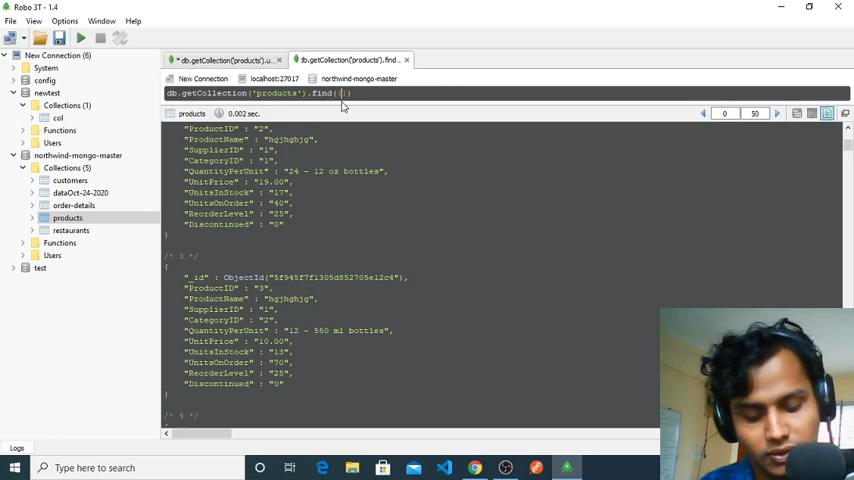 Robo 3T - 1.4
File View Options Window Help
New Connection (6)
System
config
newtest
Collections (1)
col
Functions
Users
northwind-mongo-master
Collections (5)
customers
dataOct-24-2020
order-details
products
restaurants
Functions
Users
test
* db.getCollection('products').u...
db.getCollection('products').find...
New Connection localhost:27017 northwind-mongo-master
db.getCollection('products').find({})
products 0.002 sec. 0 50
"ProductID" : "2",
"ProductName" : "hgjhghjg",
"SupplierID" : "1",
"CategoryID" : "1",
"QuantityPerUnit" : "24 - 12 oz bottles",
"UnitPrice" : "19.00",
"UnitsInStock" : "17",
"UnitsOnOrder" : "40",
"ReorderLevel" : "25",
"Discontinued" : "0"
}
/* 3 */
{
"_id" : ObjectId("5f945f7f1305d852705e12c4"),
"ProductID" : "3",
"ProductName" : "hgjhghjg",
"SupplierID" : "1",
"CategoryID" : "2",
"QuantityPerUnit" : "12 - 550 ml bottles",
"UnitPrice" : "10.00",
"UnitsInStock" : "13",
"UnitsOnOrder" : "70",
"ReorderLevel" : "25",
"Discontinued" : "0"
}
/* 4 */
Logs
Type here to search